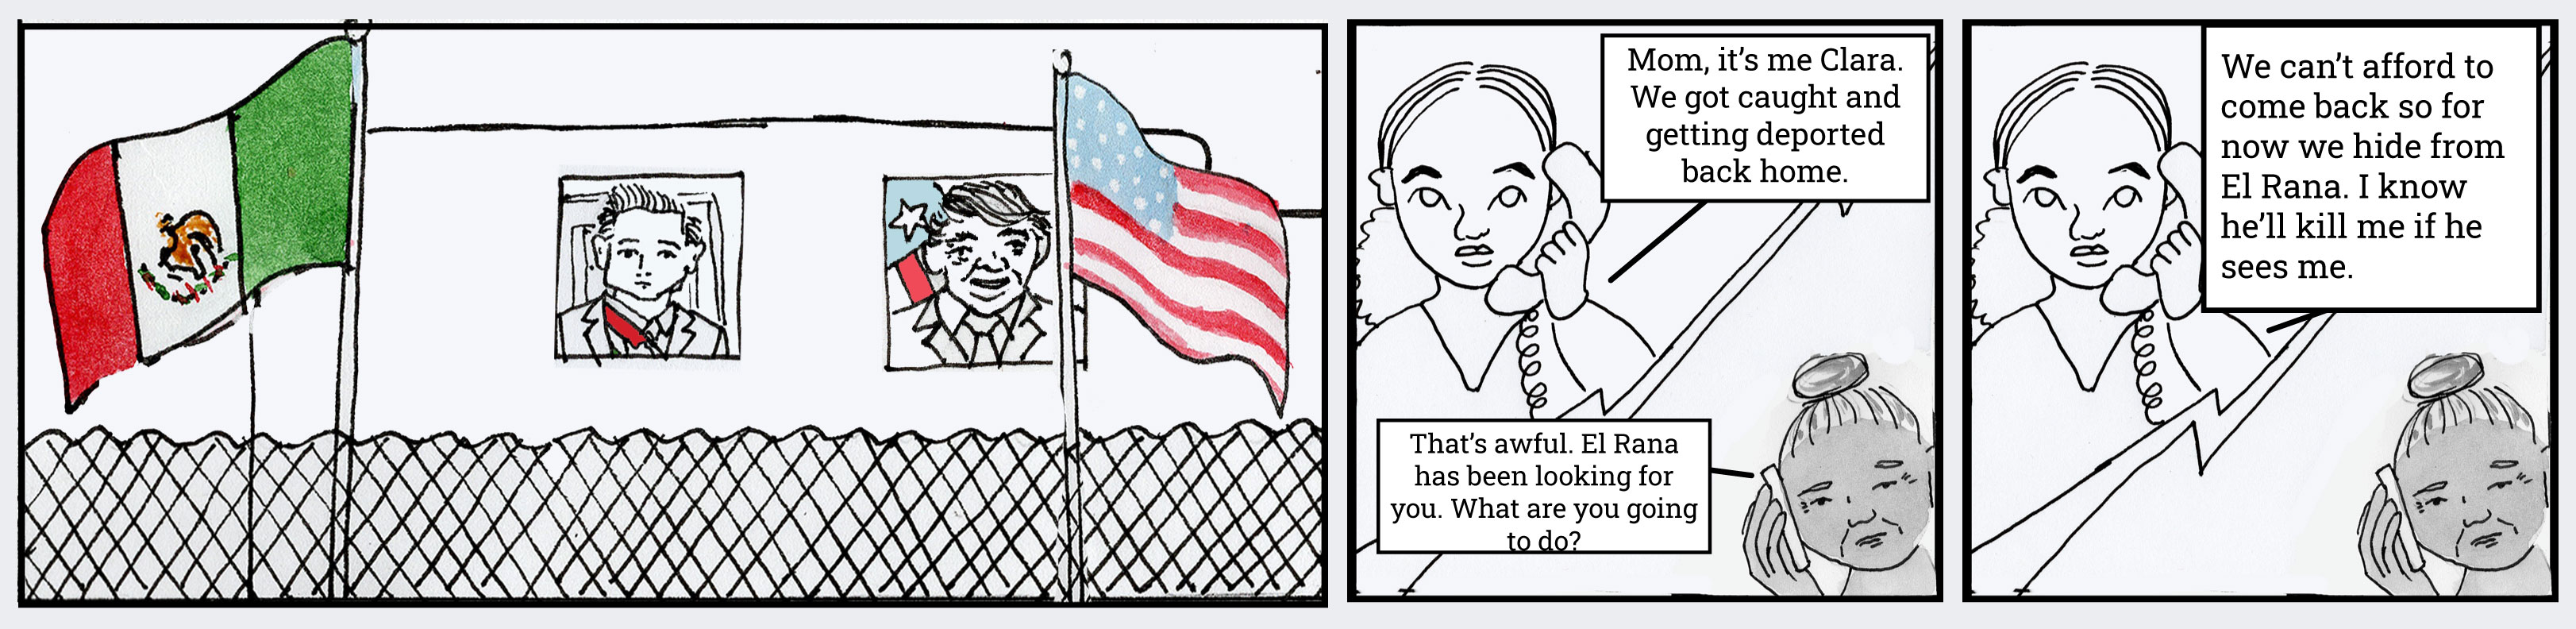 Mom, it’s me Clara.
We got caught and
getting deported
back home.
That’s awful. El Rana
has been looking for
you. What are you going
to do?
We can’t afford to
come back so for
now we hide from
El Rana. I know
he’ll kill me if he
sees me.